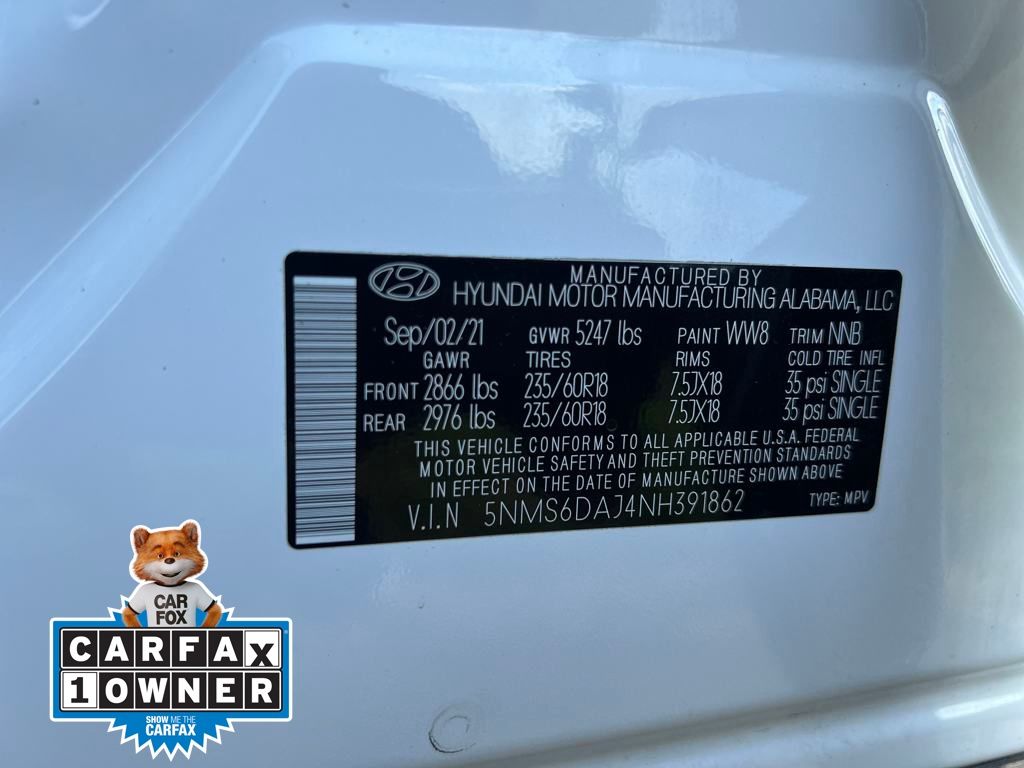 MANUFACTURED BY
HYUNDAI MOTOR MANUFACTURING ALABAMA, LLC
Sep/02/21 GVWR 5247 lbs PAINT WW8 TRIM NNB
GAWR TIRES RIMS COLD TIRE INFL
FRONT 2866 lbs 235/60R18 7.5JX18 35 psi SINGLE
REAR 2976 lbs 235/60R18 7.5JX18 35 psi SINGLE
THIS VEHICLE CONFORMS TO ALL APPLICABLE U.S.A. FEDERAL
MOTOR VEHICLE SAFETY AND THEFT PREVENTION STANDARDS
IN EFFECT ON THE DATE OF MANUFACTURE SHOWN ABOVE
V.I.N 5NMS6DAJ4NH391862 TYPE: MPV
CAR
FOX
CARFAX
1 OWNER
SHOW ME THE
CARFAX